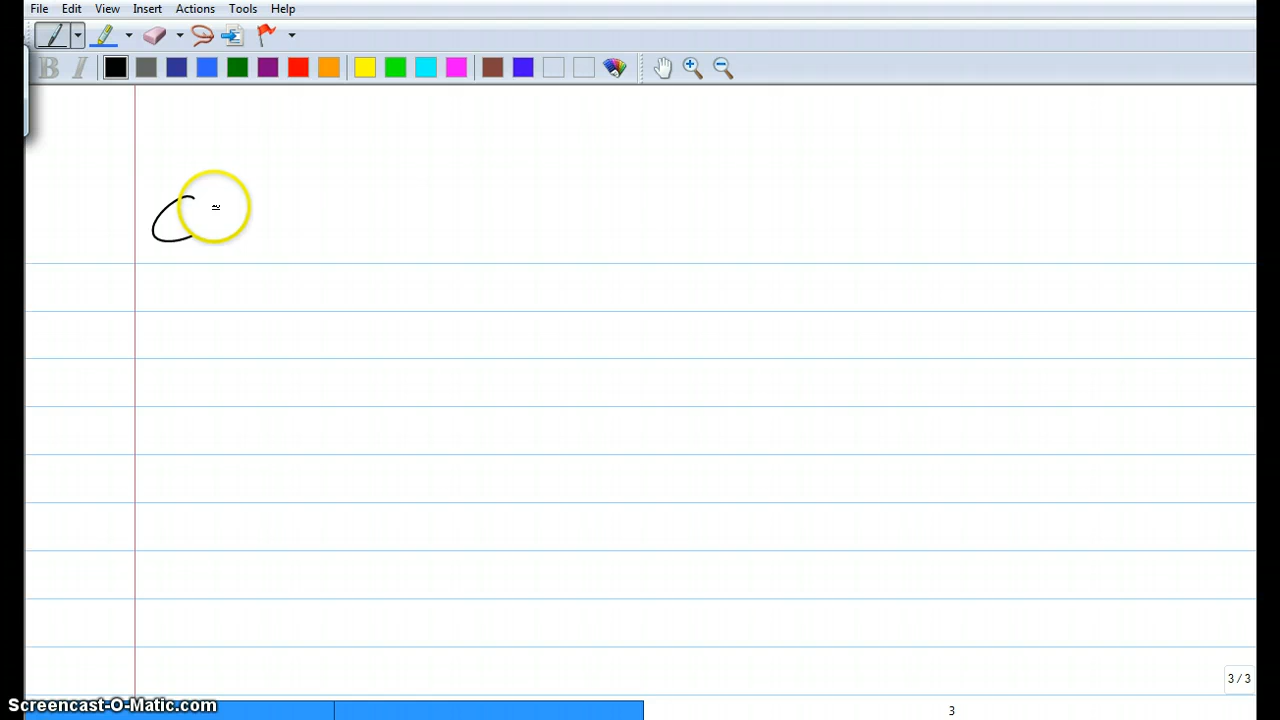 File Edit View Insert Actions Tools Help
B I
3 / 3
Screencast-O-Matic.com
3